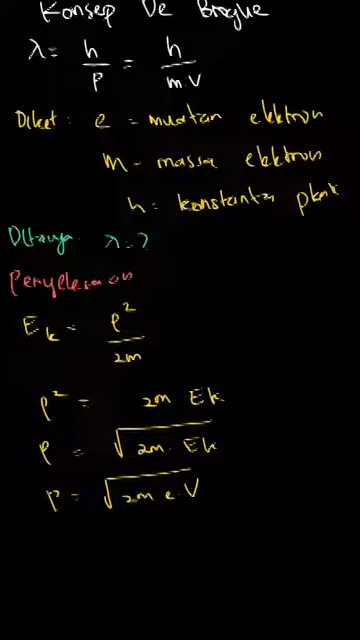 Konsep De Broglie
λ = h/p = h/m.v
Diket : e = muatan elektron
m = massa elektron
h = konstanta plank
Ditanya λ = ?
Penyelesaian
Ek = p²/2m
p² = 2m Ek
p = √2m. Ek
p = √2m e.V